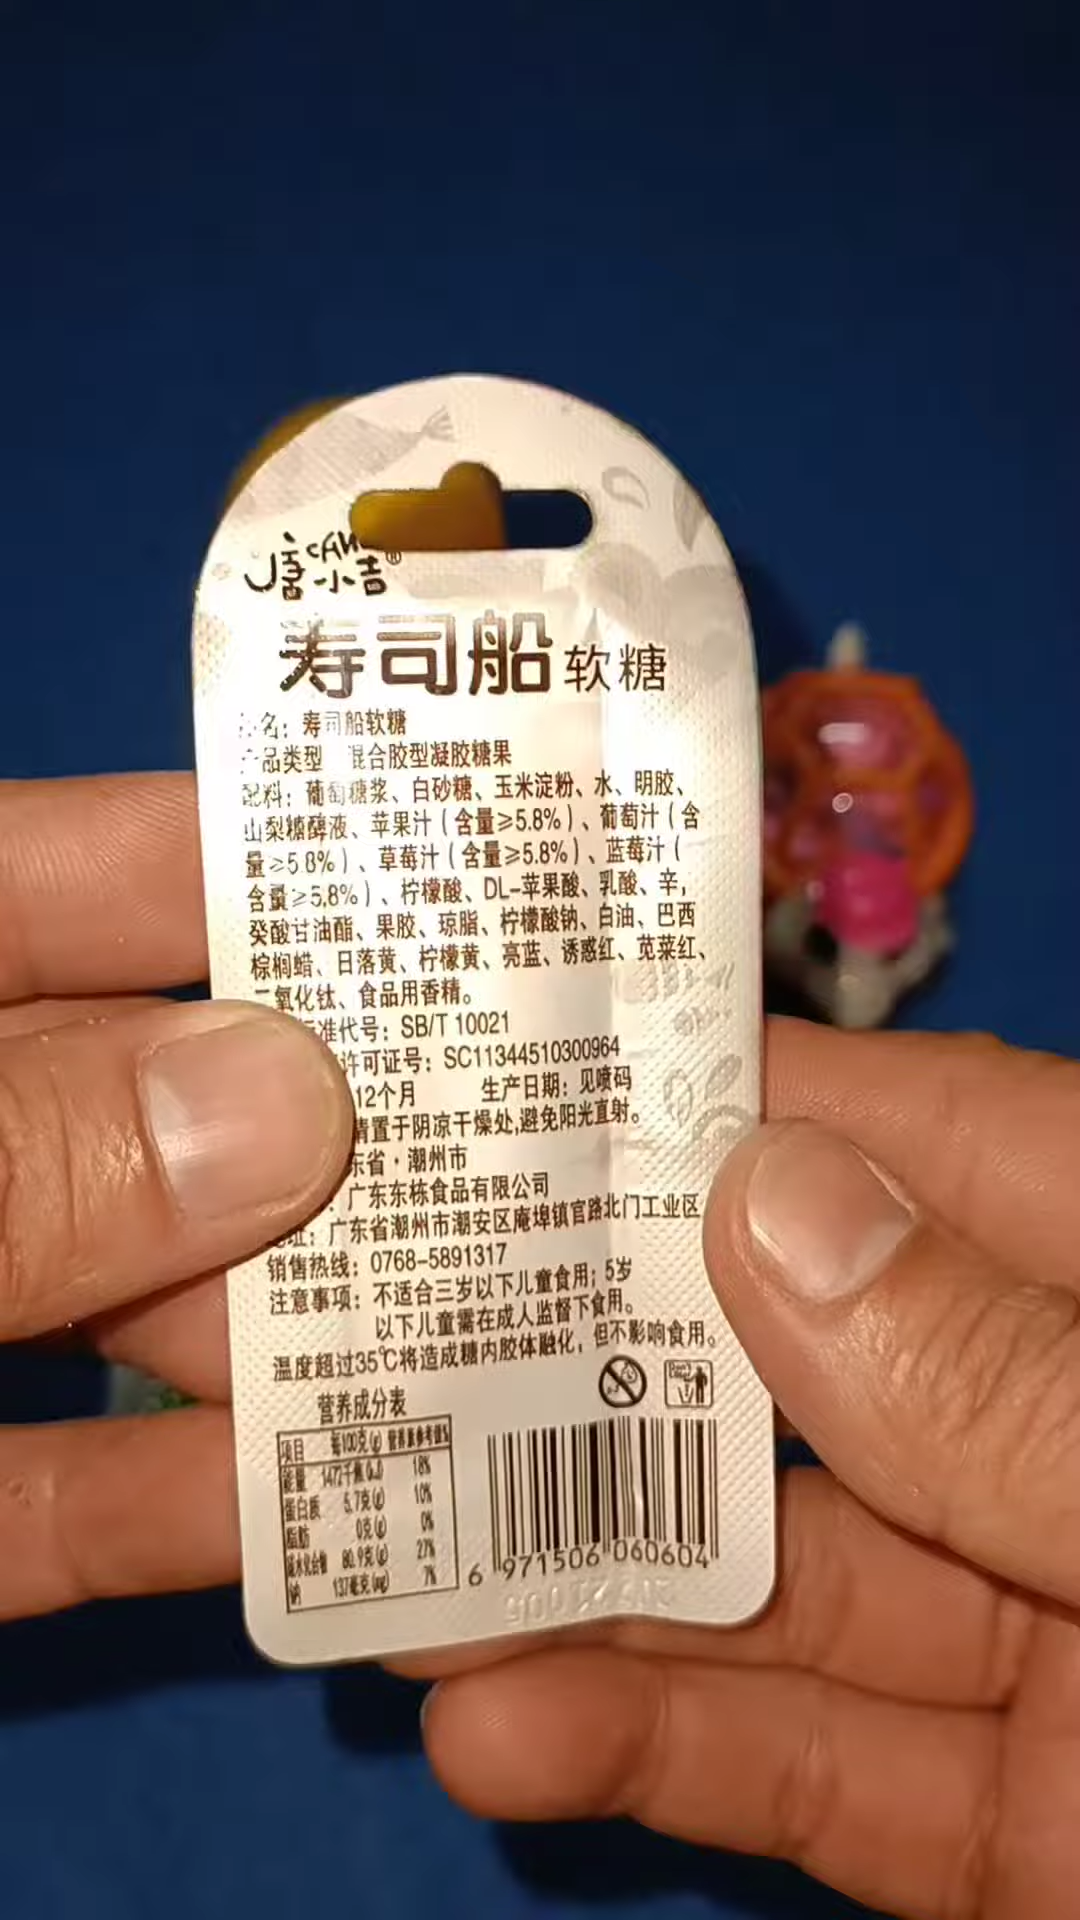 唐小吉®
寿司船软糖
名：寿司船软糖
品类型 混合胶型凝胶糖果
配料：葡萄糖浆、白砂糖、玉米淀粉、水、明胶、
山梨糖醇液、苹果汁（含量≥5.8%）、葡萄汁（含
量≥5.8%）、草莓汁（含量≥5.8%）、蓝莓汁（
含量≥5.8%）、柠檬酸、DL-苹果酸、乳酸、辛，
癸酸甘油酯、果胶、琼脂、柠檬酸钠、白油、巴西
棕榈蜡、日落黄、柠檬黄、亮蓝、诱惑红、苋菜红、
二氧化钛、食品用香精。
标准代号：SB/T 10021
许可证号：SC11344510300964
12个月 生产日期：见喷码
请置于阴凉干燥处,避免阳光直射。
东省·潮州市
：广东东栋食品有限公司
地址：广东省潮州市潮安区庵埠镇官路北门工业区
销售热线：0768-5891317
注意事项：不适合三岁以下儿童食用；5岁
以下儿童需在成人监督下食用。
温度超过35℃将造成糖内胶体融化，但不影响食用。
营养成分表
项目 每100克(g) 营养素参考值%
能量 1472千焦(kJ) 18%
蛋白质 5.7克(g) 10%
脂肪 0克(g) 0%
碳水化合物 80.9克(g) 27%
钠 137毫克(mg) 7%
6 971506 060604